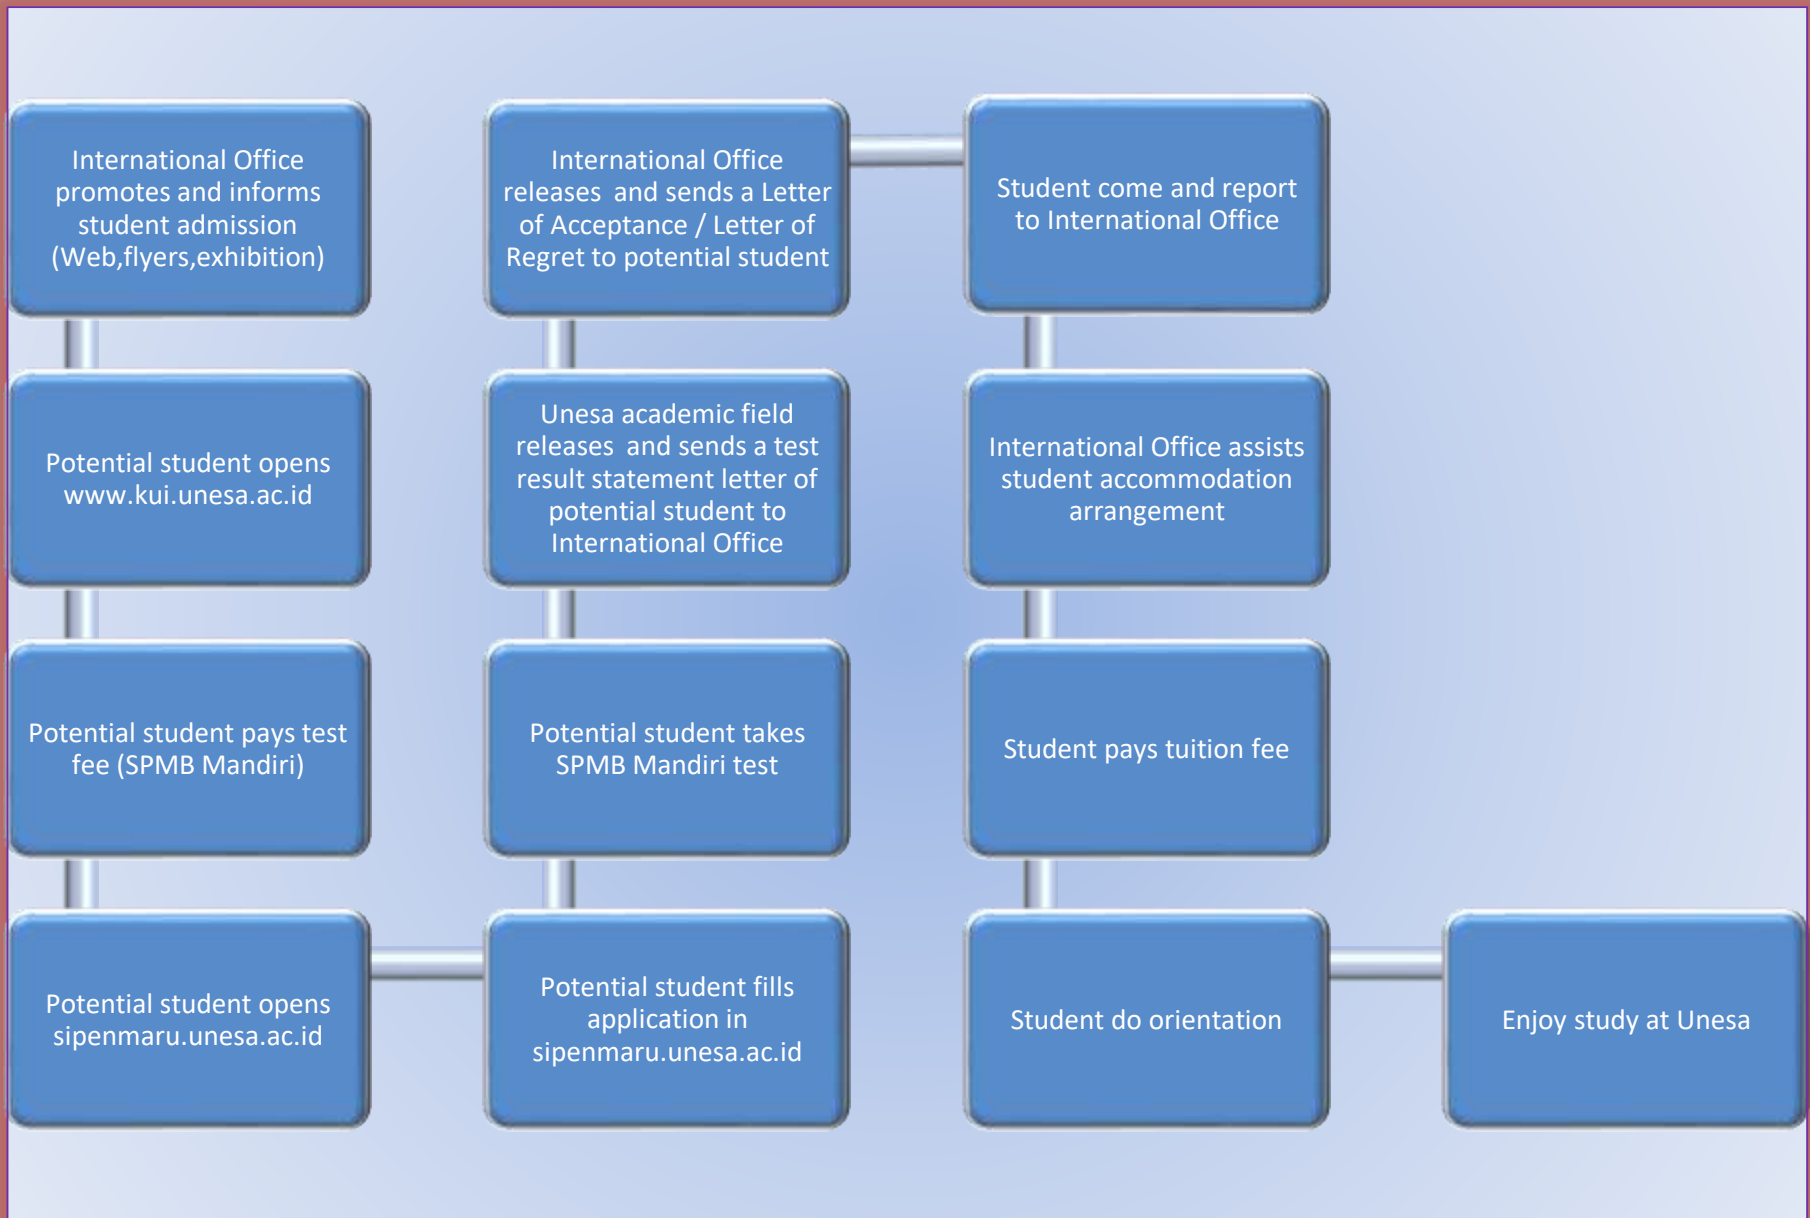 International Office
promotes and informs
student admission
(Web,flyers,exhibition)
Potential student opens
www.kui.unesa.ac.id
Potential student pays test
fee (SPMB Mandiri)
Potential student opens
sipenmaru.unesa.ac.id
Potential student fills
application in
sipenmaru.unesa.ac.id
Potential student takes
SPMB Mandiri test
Unesa academic field
releases  and sends a test
result statement letter of
potential student to
International Office
International Office
releases  and sends a Letter
of Acceptance / Letter of
Regret to potential student
Student come and report
to International Office
International Office assists
student accommodation
arrangement
Student pays tuition fee
Student do orientation
Enjoy study at Unesa